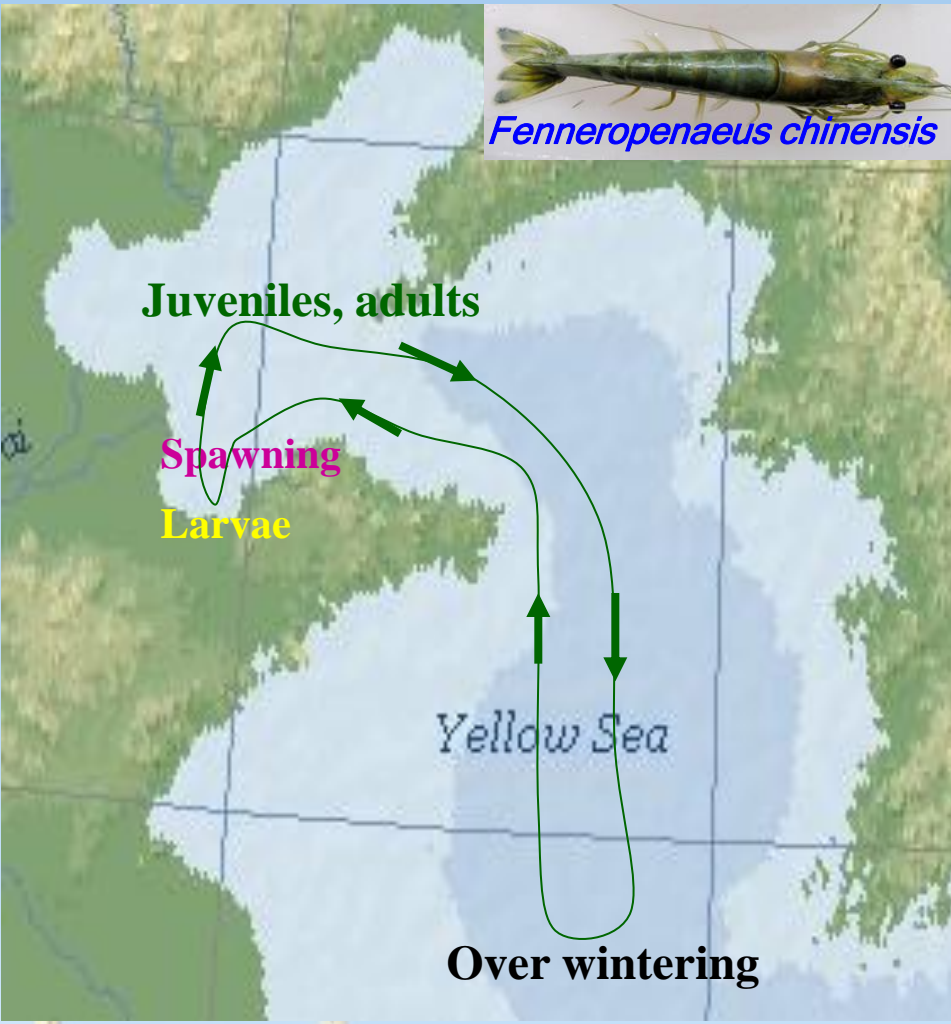 Fenneropenaeus chinensis
Juveniles, adults
Spawning
Larvae
Yellow Sea
Over wintering